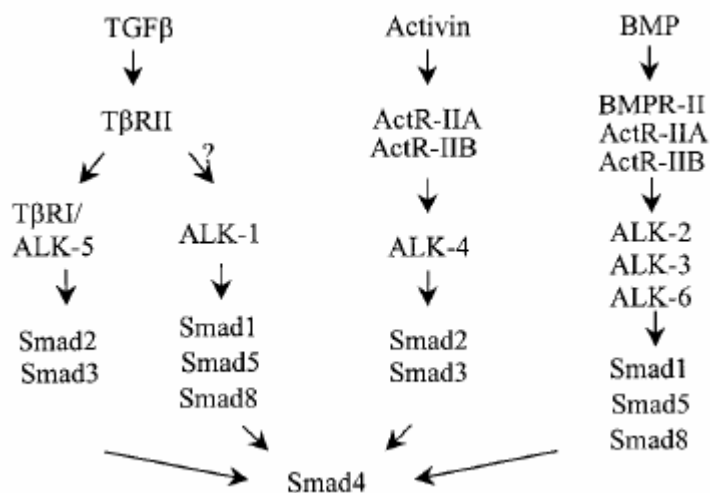 TGFβ
TβRII
?
TβRI/
ALK-5
Smad2
Smad3
ALK-1
Smad1
Smad5
Smad8
Activin
ActR-IIA
ActR-IIB
ALK-4
Smad2
Smad3
BMP
BMPR-II
ActR-IIA
ActR-IIB
ALK-2
ALK-3
ALK-6
Smad1
Smad5
Smad8
Smad4